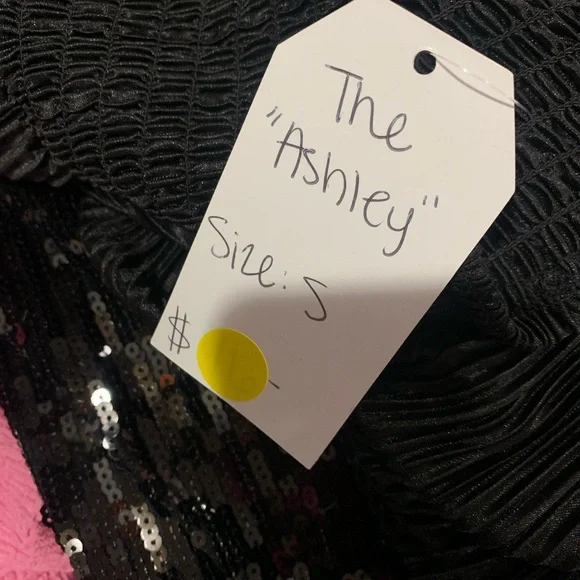 The
"Ashley"
Size: S
$